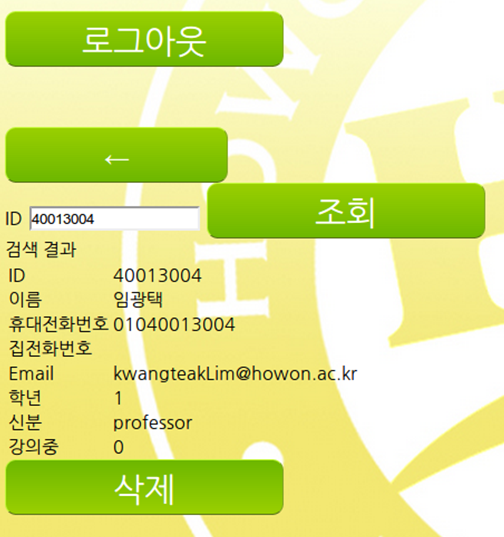 로그아웃
←
ID 40013004 조회
검색 결과
ID 40013004
이름 임광택
휴대전화번호 01040013004
집전화번호
Email kwangteakLim@howon.ac.kr
학년 1
신분 professor
강의중 0
삭제